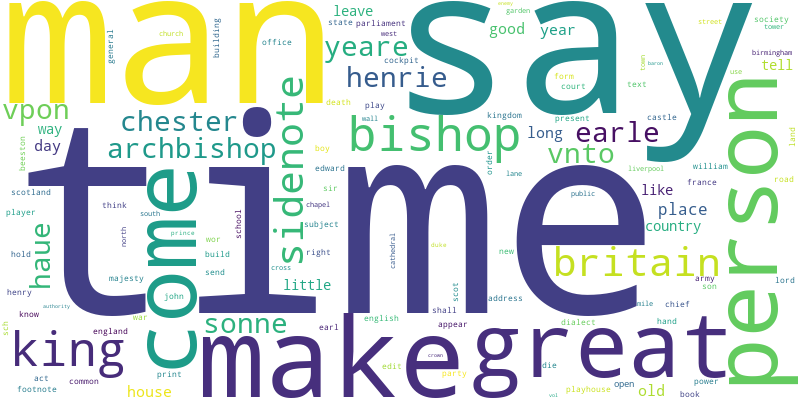 man say
general
building
church
office
state parliament
leave
west
cockpit
good year
enemy
garden
street
society
tower
birmingham
tell
yeare
henrie
form
court
text
town
baron
use
vpon
way
day
beeston
chester
archbishop
sidenote
death
play
wall
boy
bishop
kingdom
long
present
earle
castle
vnto
william
land
person
time
scotland
player
hold
henry
know
haue
think
north
south
come
prince
majesty
john
authority
war
wor
build
send
school
cross
edward
sir
chapel
subject
right
little
cathedral
duke
order
lane
new
scot
address
liverpool
public
like
france
place
country
road
britain
army
son
mile
chief
lord
king
sch
england
act
common
footnote
print
house
sonne
earl
make
english
edit
crown
shall
appear
party
great
vol
dialect
hand
die
playhouse
open
old
power
book